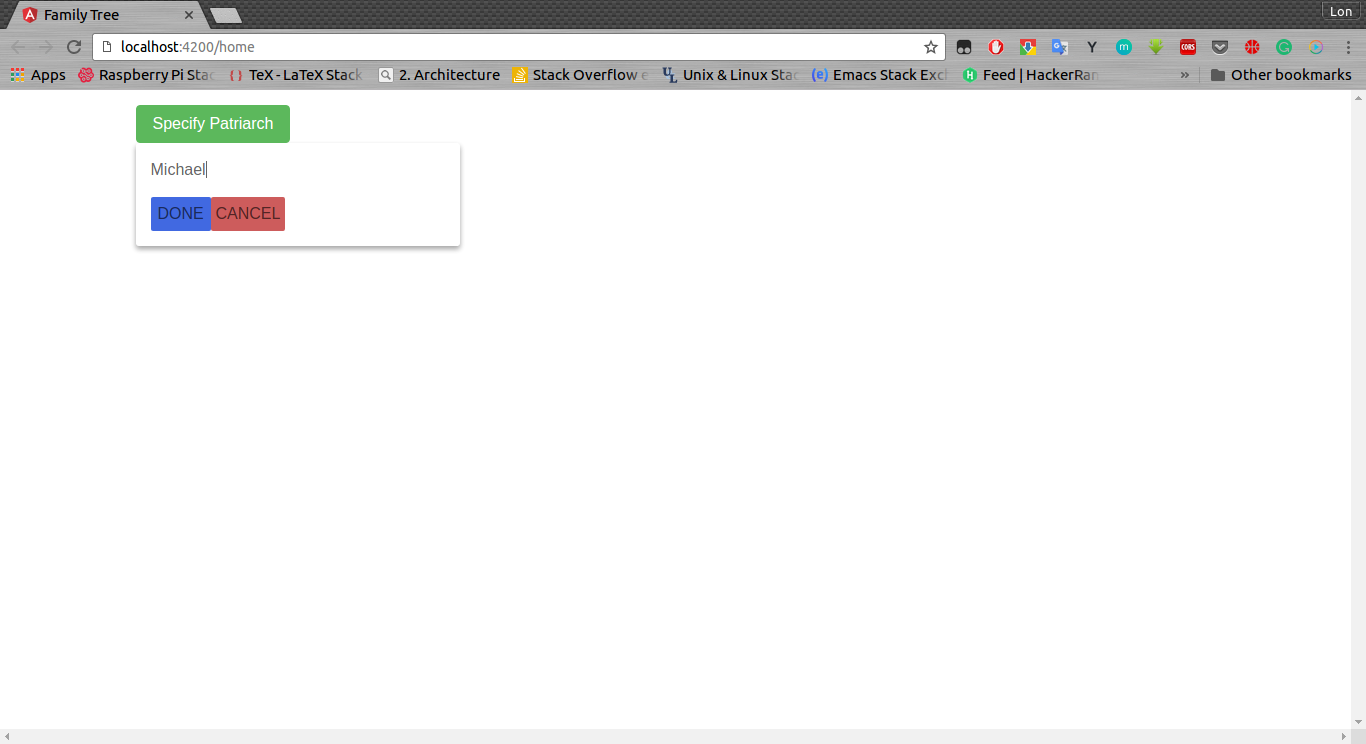 Family Tree
Lon
localhost:4200/home
Apps Raspberry Pi Stac TeX - LaTeX Stack 2. Architecture Stack Overflow e Unix & Linux Stac Emacs Stack Exc Feed | HackerRan » Other bookmarks
Specify Patriarch
Michael
DONE CANCEL